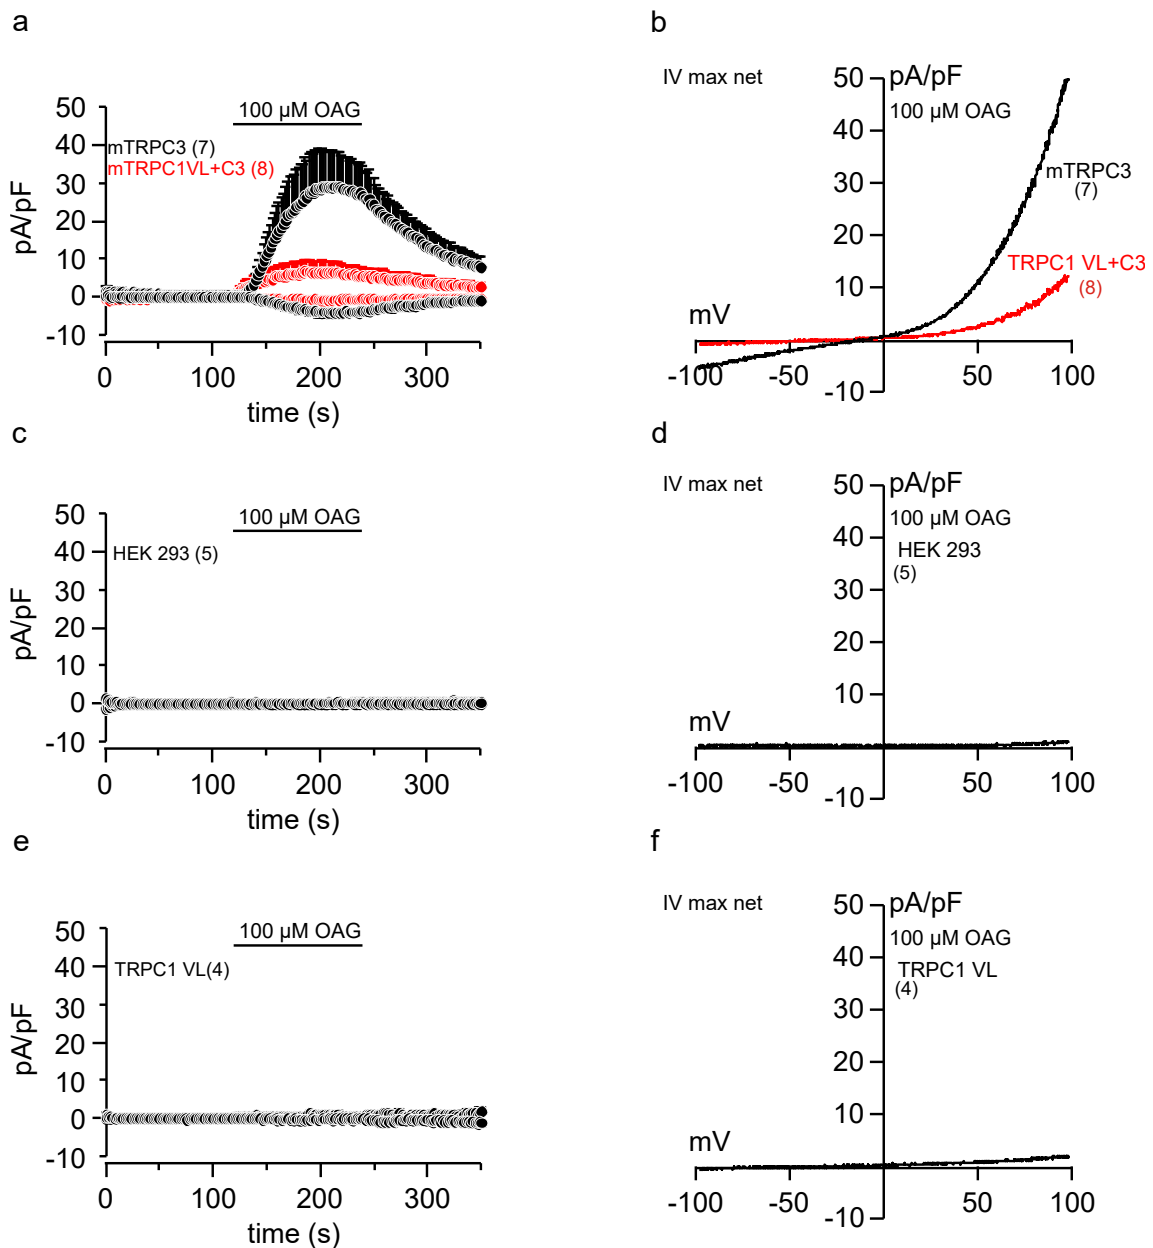 a
pA/pF
50
40
30
20
10
0
-10
100 µM OAG
mTRPC3 (7)
mTRPC1VL+C3 (8)
0
100
200
300
time (s)
b
IV max net
pA/pF
100 µM OAG
50
40
30
20
10
-10
mTRPC3
(7)
TRPC1 VL+C3
(8)
mV
-100
-50
50
100
c
pA/pF
50
40
30
20
10
0
-10
100 µM OAG
HEK 293 (5)
0
100
200
300
time (s)
d
IV max net
pA/pF
100 µM OAG
HEK 293
(5)
50
40
30
20
10
-10
mV
-100
-50
50
100
e
pA/pF
50
40
30
20
10
0
-10
100 µM OAG
TRPC1 VL(4)
0
100
200
300
time (s)
f
IV max net
pA/pF
100 µM OAG
TRPC1 VL
(4)
50
40
30
20
10
-10
mV
-100
-50
50
100